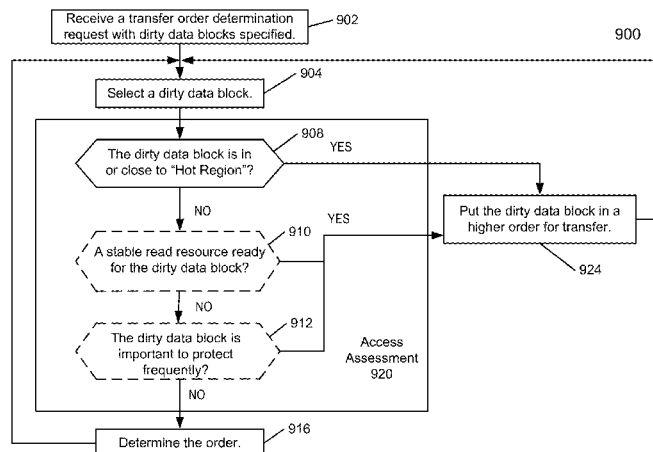 Receive a transfer order determination
request with dirty data blocks specified.
902
900
904
Select a dirty data block.
908
The dirty data block is in
or close to “Hot Region”?
YES
NO
910
A stable read resource ready
for the dirty data block?
YES
Put the dirty data block in a
higher order for transfer.
924
NO
912
The dirty data block is
important to protect
frequently?
Access
Assessment
920
NO
916
Determine the order.